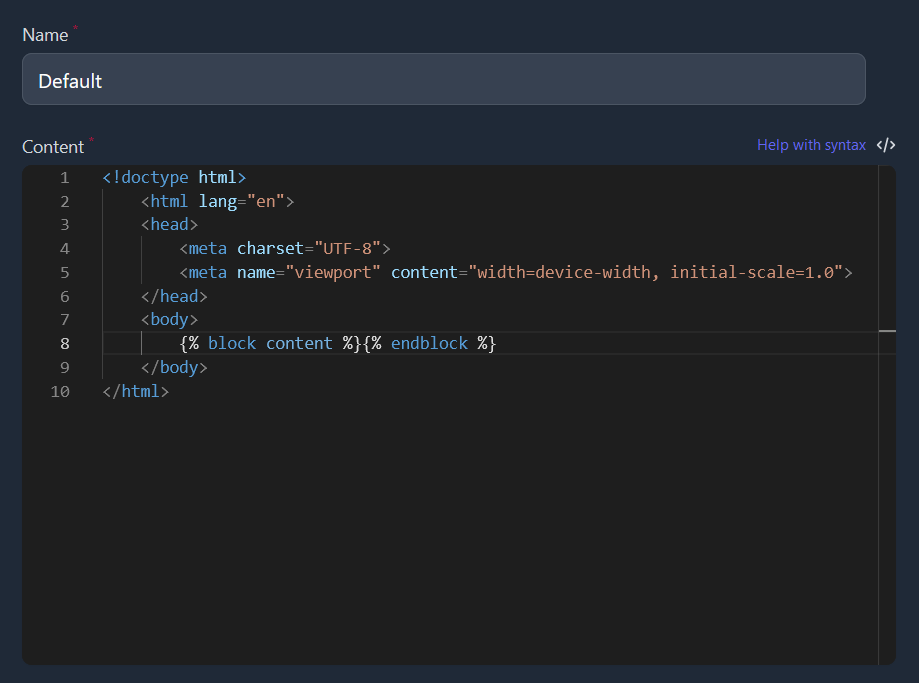 Name *
Default
Content *
Help with syntax </>
1 <!doctype html>
2     <html lang="en">
3     <head>
4         <meta charset="UTF-8">
5         <meta name="viewport" content="width=device-width, initial-scale=1.0">
6     </head>
7     <body>
8         {% block content %}{% endblock %}
9     </body>
10 </html>